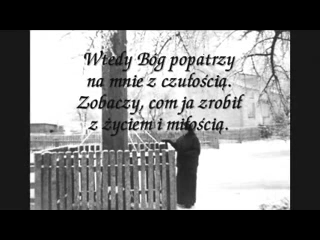 Wtedy Bóg popatrzy
na mnie z czułością.
Zobaczy, com ja zrobił
z życiem i miłością.